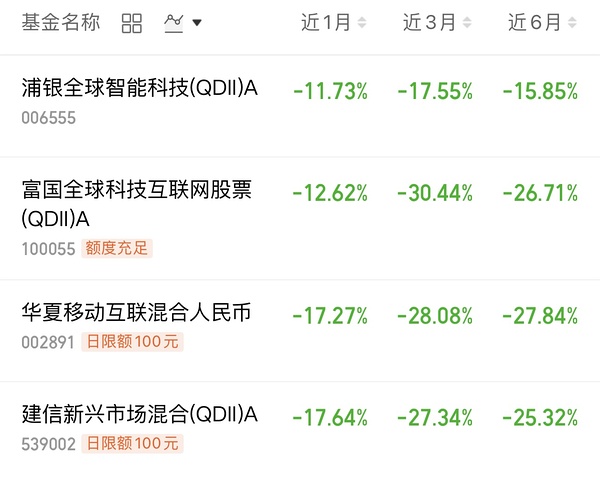 基金名称 近1月 近3月 近6月
浦银全球智能科技(QDII)A -11.73% -17.55% -15.85%
006555
富国全球科技互联网股票 -12.62% -30.44% -26.71%
(QDII)A
100055 额度充足
华夏移动互联混合人民币 -17.27% -28.08% -27.84%
002891 日限额100元
建信新兴市场混合(QDII)A -17.64% -27.34% -25.32%
539002 日限额100元